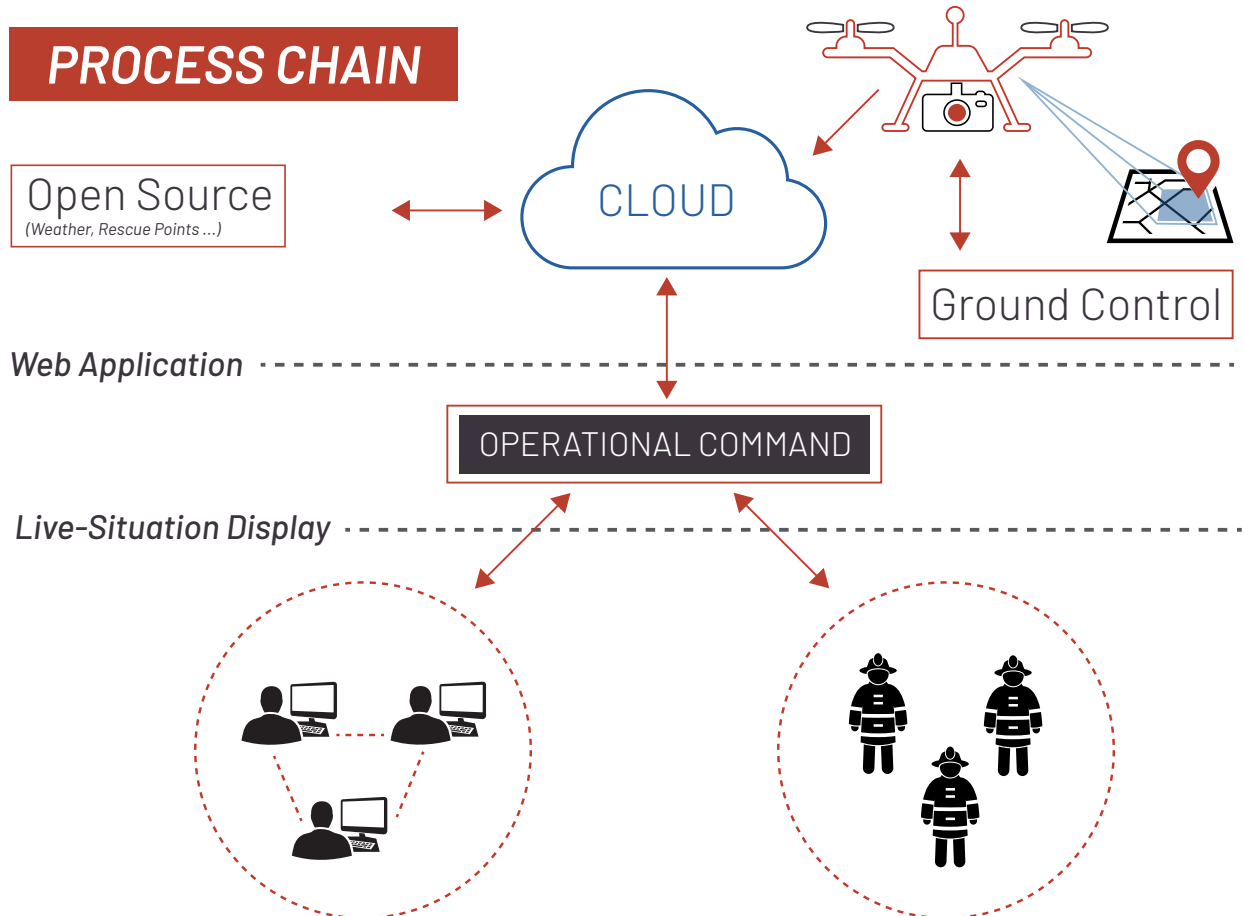 PROCESS CHAIN
Open Source
(Weather, Rescue Points ...)
CLOUD
Ground Control
Web Application
OPERATIONAL COMMAND
Live-Situation Display